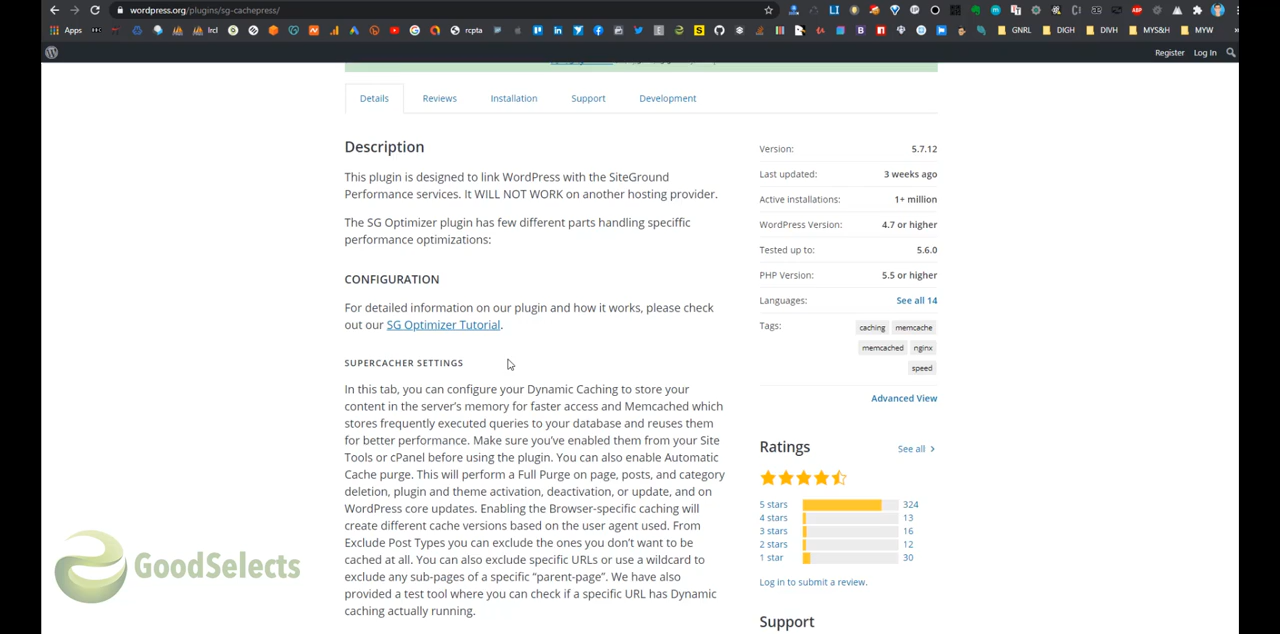 wordpress.org/plugins/sg-cachepress/
Apps
lrcl
rcpta
GNRL
DIGH
DIVH
MYS&H
MYW
Register
Log In
Details
Reviews
Installation
Support
Development
Description
This plugin is designed to link WordPress with the SiteGround
Performance services. It WILL NOT WORK on another hosting provider.
The SG Optimizer plugin has few different parts handling speciffic
performance optimizations:
CONFIGURATION
For detailed information on our plugin and how it works, please check
out our SG Optimizer Tutorial.
SUPERCACHER SETTINGS
In this tab, you can configure your Dynamic Caching to store your
content in the server's memory for faster access and Memcached which
stores frequently executed queries to your database and reuses them
for better performance. Make sure you've enabled them from your Site
Tools or cPanel before using the plugin. You can also enable Automatic
Cache purge. This will perform a Full Purge on page, posts, and category
deletion, plugin and theme activation, deactivation, or update, and on
WordPress core updates. Enabling the Browser-specific caching will
create different cache versions based on the user agent used. From
Exclude Post Types you can exclude the ones you don't want to be
cached at all. You can also exclude specific URLs or use a wildcard to
exclude any sub-pages of a specific "parent-page". We have also
provided a test tool where you can check if a specific URL has Dynamic
caching actually running.
Version: 5.7.12
Last updated: 3 weeks ago
Active installations: 1+ million
WordPress Version: 4.7 or higher
Tested up to: 5.6.0
PHP Version: 5.5 or higher
Languages: See all 14
Tags: caching memcache
memcached nginx
speed
Advanced View
Ratings See all
5 stars 324
4 stars 13
3 stars 16
2 stars 12
1 star 30
Log in to submit a review.
Support
GoodSelects